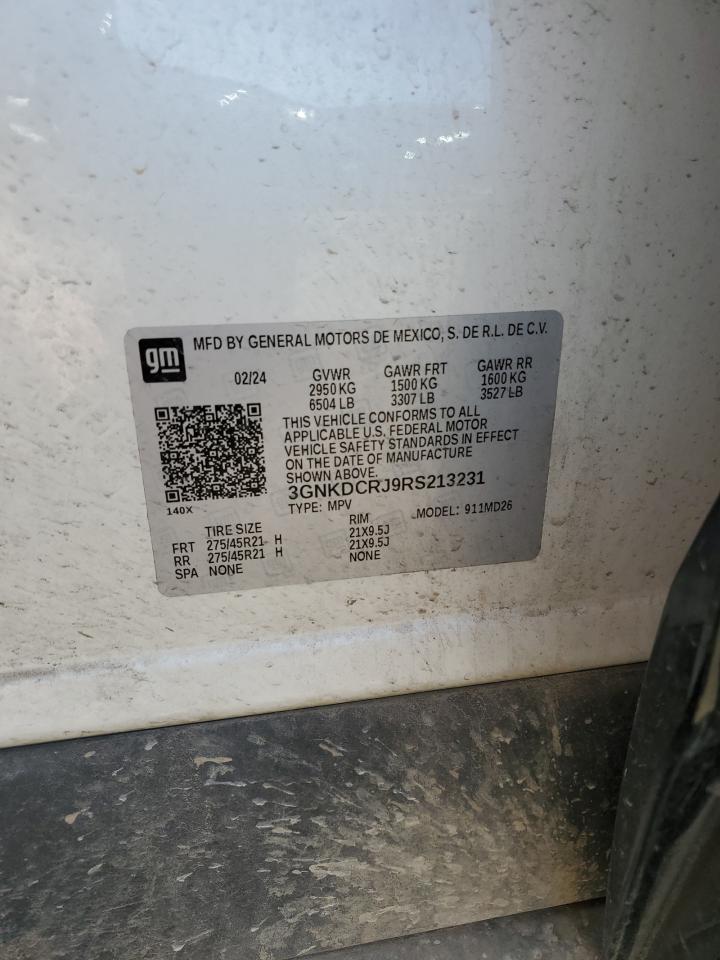 gm MFD BY GENERAL MOTORS DE MEXICO, S. DE R.L. DE C.V.
02/24 GVWR GAWR FRT GAWR RR
2950 KG 1500 KG 1600 KG
6504 LB 3307 LB 3527 LB
THIS VEHICLE CONFORMS TO ALL
APPLICABLE U.S. FEDERAL MOTOR
VEHICLE SAFETY STANDARDS IN EFFECT
ON THE DATE OF MANUFACTURE
SHOWN ABOVE.
3GNKDCRJ9RS213231
140X TYPE: MPV MODEL: 911MD26
TIRE SIZE RIM
FRT 275/45R21 H 21X9.5J
RR 275/45R21 H 21X9.5J
SPA NONE NONE